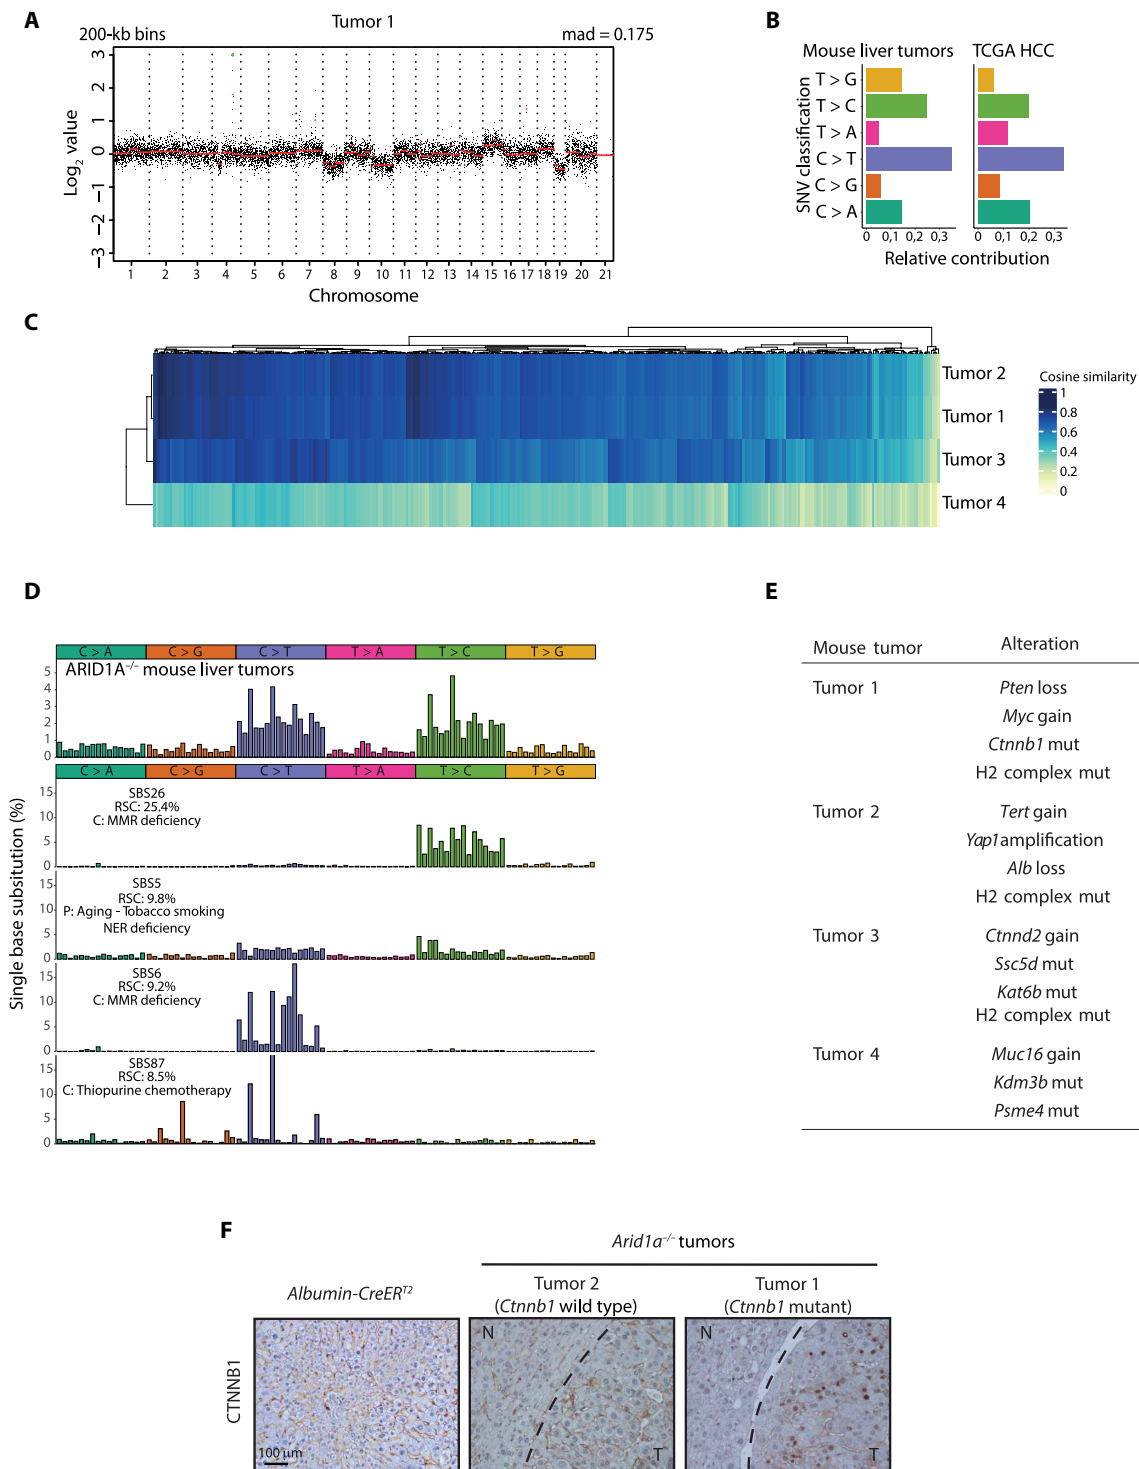 A
Tumor 1
200-kb bins
mad = 0.175
Log2 value
3
2
1
0
−1
−2
−3
1 2 3 4 5 6 7 8 9 10 11 12 13 14 15 16 17 18 19 20 21
Chromosome
B
Mouse liver tumors
TCGA HCC
SNV classification
T > G
T > C
T > A
C > T
C > G
C > A
0 0,1 0,2 0,3
0 0,1 0,2 0,3
Relative contribution
C
Tumor 2
Tumor 1
Tumor 3
Tumor 4
Cosine similarity
1
0.8
0.6
0.4
0.2
0
D
Single base subsitution (%)
C > A C > G C > T T > A T > C T > G
ARID1A−/− mouse liver tumors
5
4
3
2
1
0
C > A C > G C > T T > A T > C T > G
SBS26
RSC: 25.4%
C: MMR deficiency
15
10
5
0
SBS5
RSC: 9.8%
P: Aging - Tobacco smoking
NER deficiency
15
10
5
0
SBS6
RSC: 9.2%
C: MMR deficiency
15
10
5
0
SBS87
RSC: 8.5%
C: Thiopurine chemotherapy
15
10
5
0
E
Mouse tumor Alteration
Tumor 1 Pten loss
Myc gain
Ctnnb1 mut
H2 complex mut
Tumor 2 Tert gain
Yap1amplification
Alb loss
H2 complex mut
Tumor 3 Ctnnd2 gain
Ssc5d mut
Kat6b mut
H2 complex mut
Tumor 4 Muc16 gain
Kdm3b mut
Psme4 mut
F
Arid1a−/− tumors
Albumin-CreERT2
Tumor 2
(Ctnnb1 wild type)
Tumor 1
(Ctnnb1 mutant)
CTNNB1
100 μm
N
T
N
T